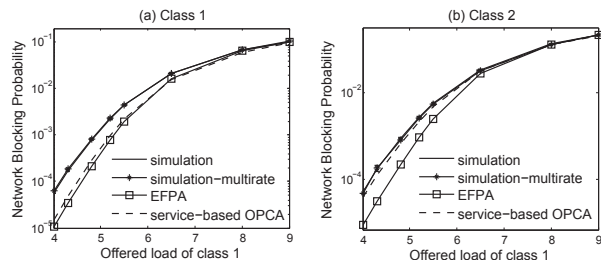 (a) Class 1
Network Blocking Probability
10⁻¹
10⁻²
10⁻³
10⁻⁴
10⁻⁵
simulation
simulation-multirate
EFPA
service-based OPCA
4 5 6 7 8 9
Offered load of class 1
(b) Class 2
Network Blocking Probability
10⁻²
10⁻⁴
simulation
simulation-multirate
EFPA
service-based OPCA
4 5 6 7 8 9
Offered load of class 1